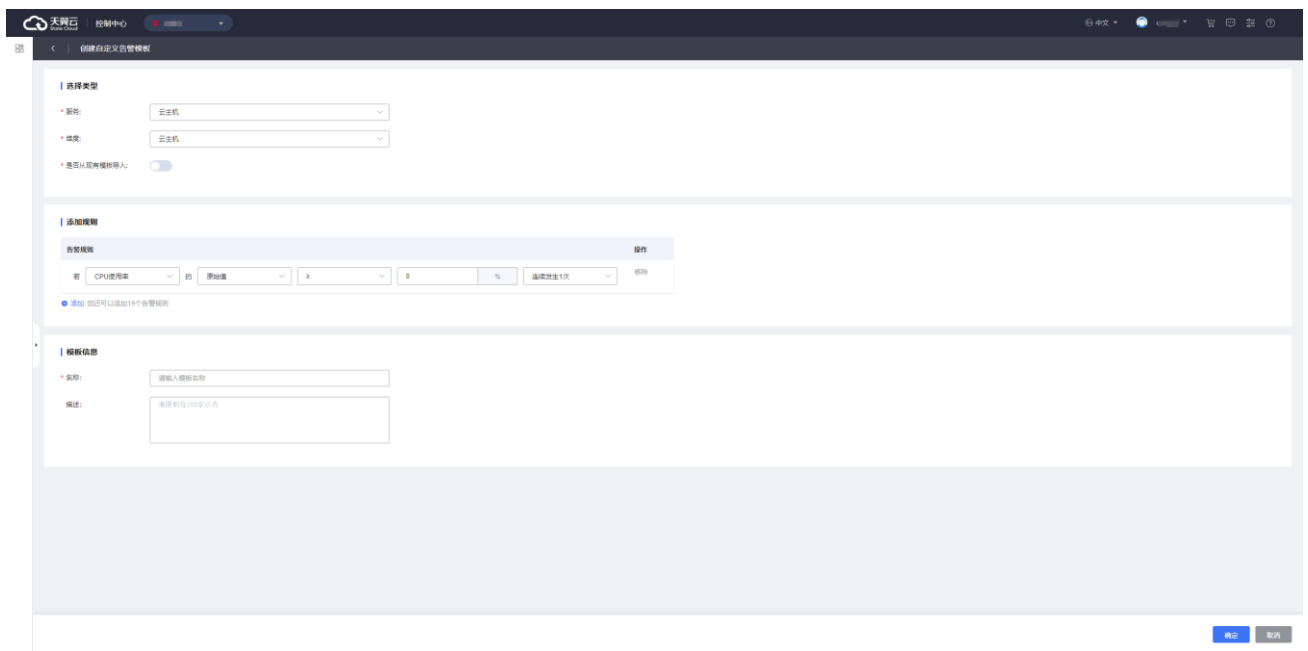 天翼云 控制中心 中文
State Cloud
创建自定义告警模板
选择类型
* 服务: 云主机
* 维度: 云主机
* 是否从现有模板导入:
添加规则
告警规则 操作
若 CPU使用率 的 原始值 ≥ 0 % 连续发生1次 移除
添加 您还可以添加19个告警规则
模板信息
* 名称: 请输入模板名称
描述:
确定 取消